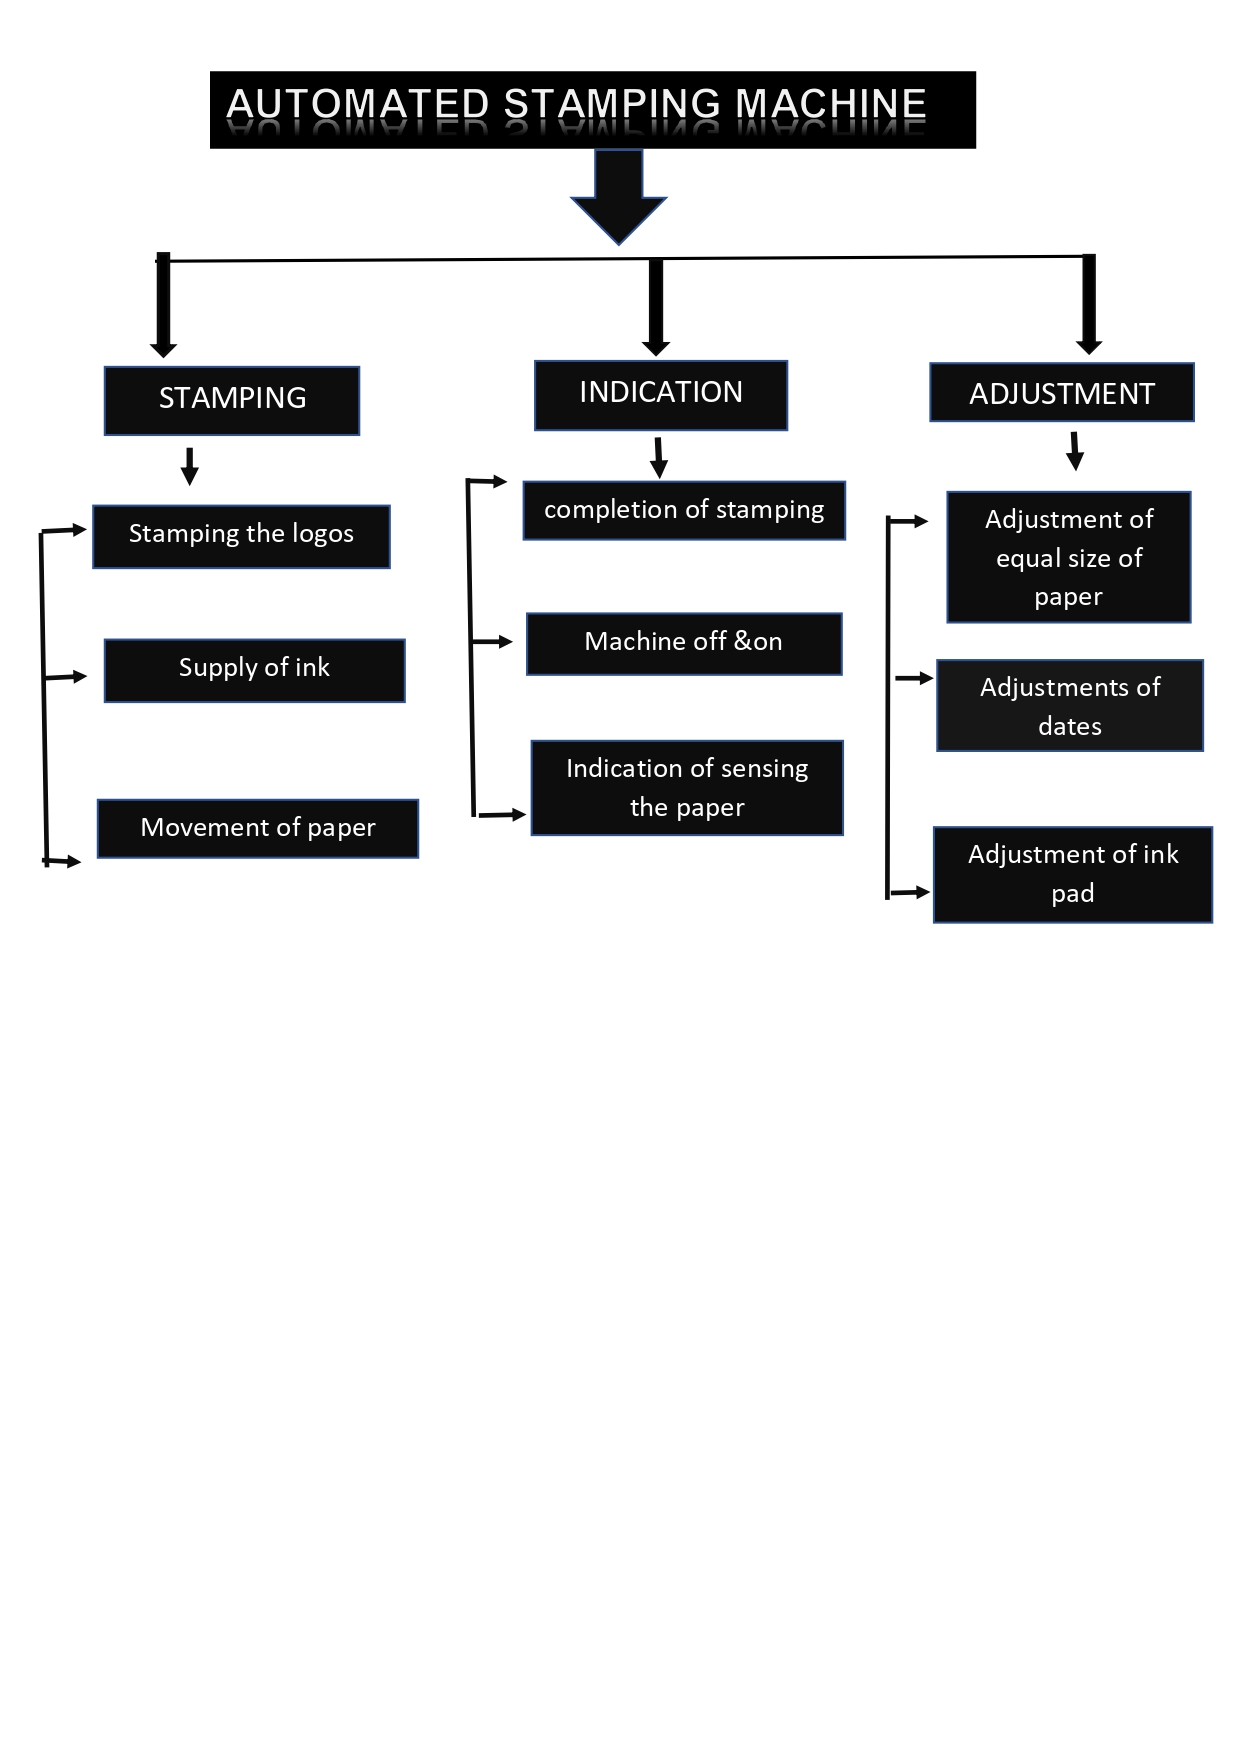 AUTOMATED STAMPING MACHINE
STAMPING
Stamping the logos
Supply of ink
Movement of paper
INDICATION
completion of stamping
Machine off &on
Indication of sensing
the paper
ADJUSTMENT
Adjustment of
equal size of
paper
Adjustments of
dates
Adjustment of ink
pad